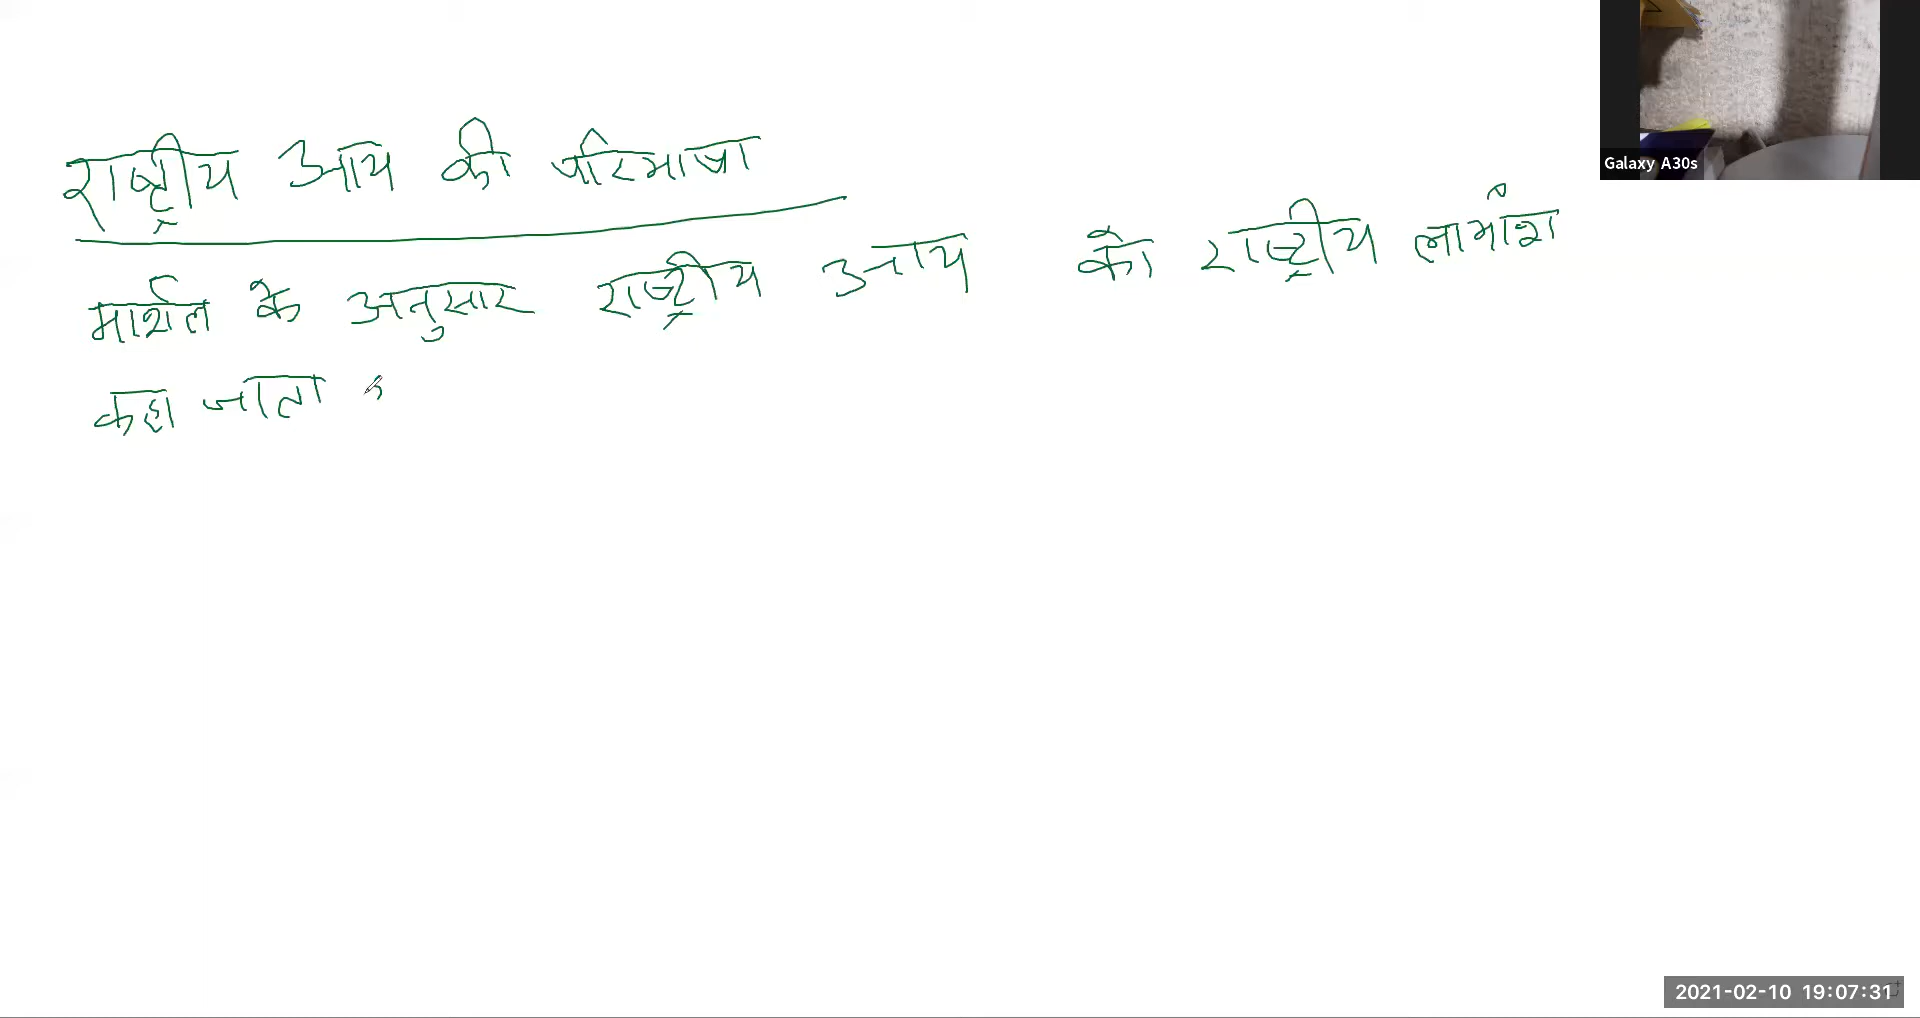 राष्ट्रीय आय की परिभाषा
मार्शल के अनुसार राष्ट्रीय आय को राष्ट्रीय लाभांश
कहा जाता
Galaxy A30s
2021-02-10 19:07:31